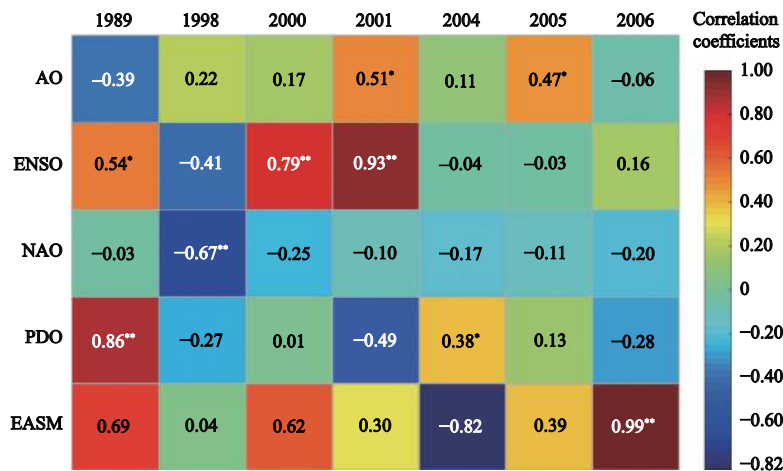 1989 1998 2000 2001 2004 2005 2006 Correlation
coefficients
AO −0.39 0.22 0.17 0.51* 0.11 0.47* −0.06
ENSO 0.54* −0.41 0.79** 0.93** −0.04 −0.03 0.16
NAO −0.03 −0.67** −0.25 −0.10 −0.17 −0.11 −0.20
PDO 0.86** −0.27 0.01 −0.49 0.38* 0.13 −0.28
EASM 0.69 0.04 0.62 0.30 −0.82 0.39 0.99**
1.00
0.80
0.60
0.40
0.20
0
−0.20
−0.40
−0.60
−0.82